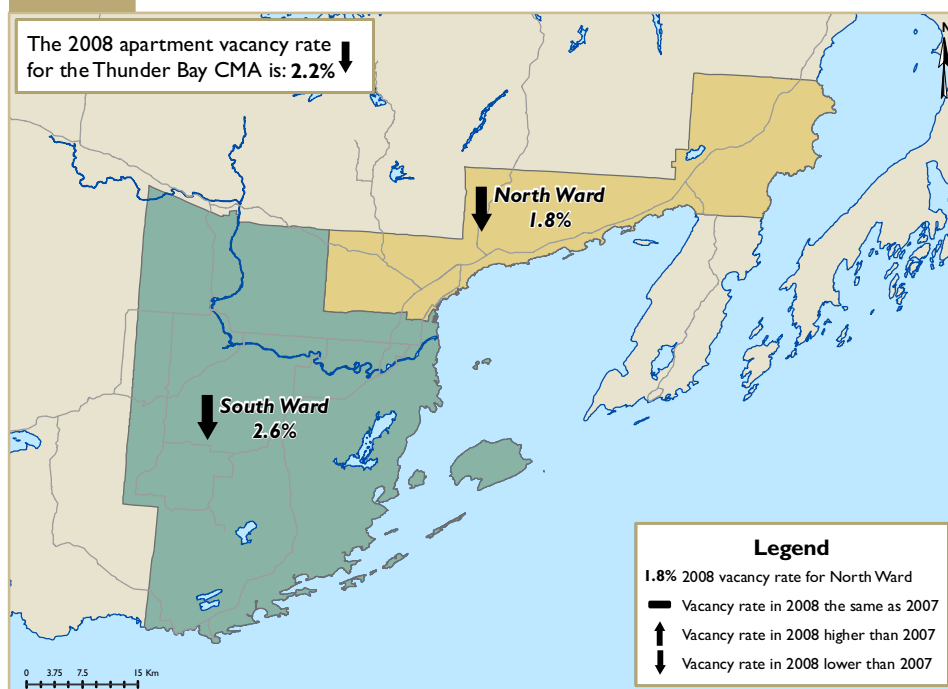 The 2008 apartment vacancy rate
for the Thunder Bay CMA is: 2.2%
N
North Ward
1.8%
South Ward
2.6%
Legend
1.8% 2008 vacancy rate for North Ward
Vacancy rate in 2008 the same as 2007
Vacancy rate in 2008 higher than 2007
Vacancy rate in 2008 lower than 2007
0 3.75 7.5 15 Km